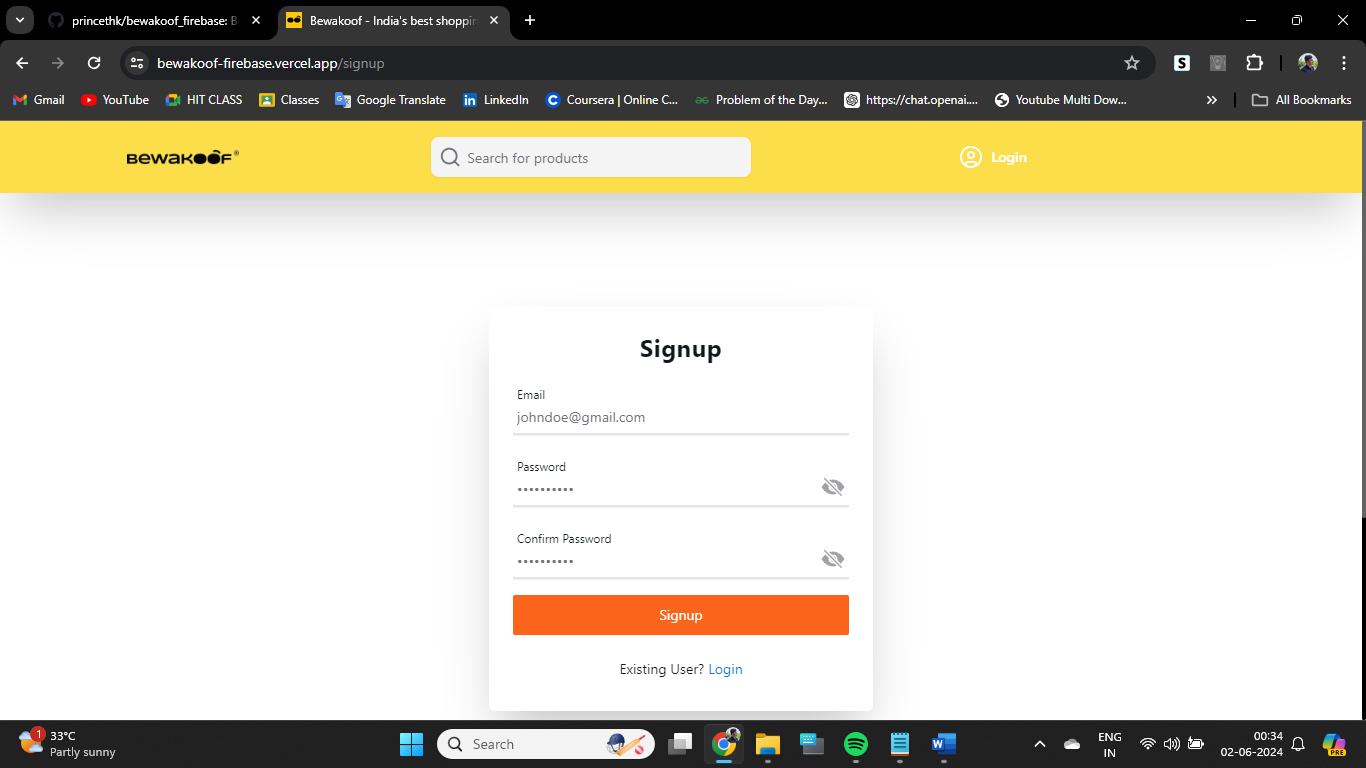 princethk/bewakoof_firebase: B
Bewakoof - India's best shoppin
bewakoof-firebase.vercel.app/signup
S
Gmail
YouTube
HIT CLASS
Classes
Google Translate
LinkedIn
Coursera | Online C...
Problem of the Day...
https://chat.openai....
Youtube Multi Dow...
All Bookmarks
BEWAKOOF®
Search for products
Login
Signup
Email
johndoe@gmail.com
Password
••••••••••
Confirm Password
••••••••••
Signup
Existing User? Login
1
33°C
Partly sunny
Search
ENG
IN
00:34
02-06-2024
PRE